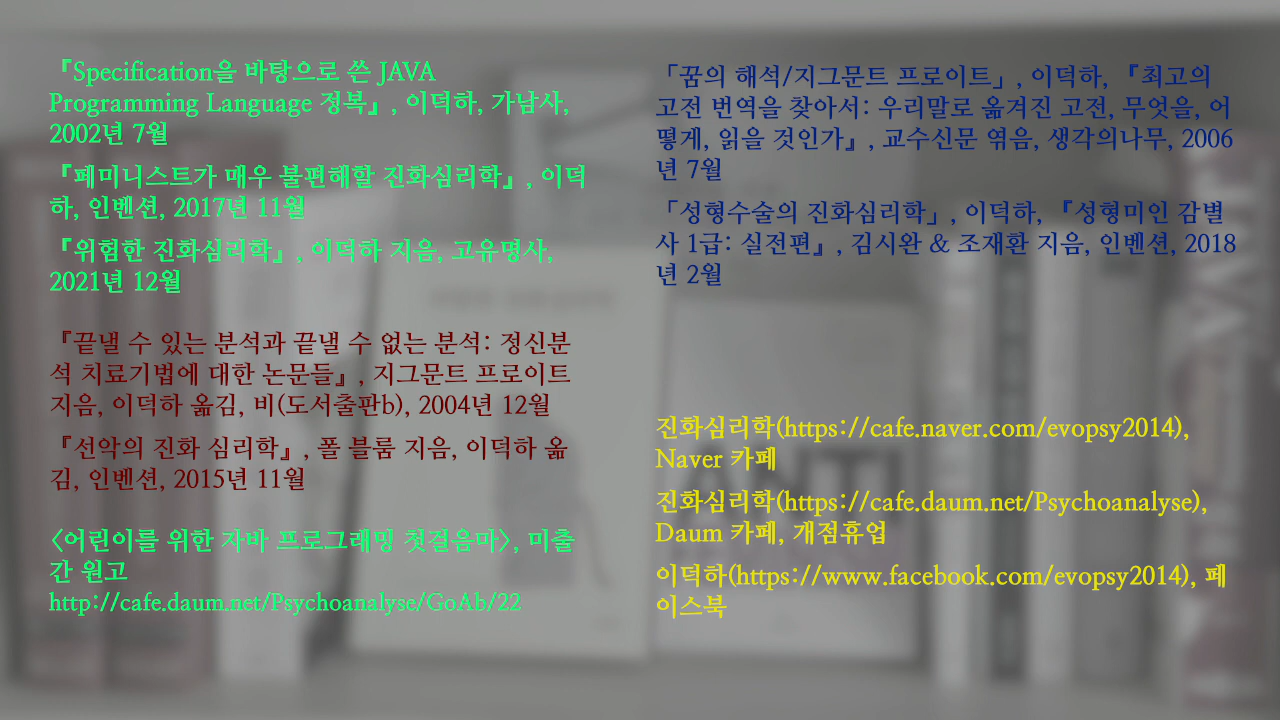 『Specification을 바탕으로 쓴 JAVA
Programming Language 정복』, 이덕하, 가남사,
2002년 7월
『페미니스트가 매우 불편해할 진화심리학』, 이덕
하, 인벤션, 2017년 11월
『위험한 진화심리학』, 이덕하 지음, 고유명사,
2021년 12월
『끝낼 수 있는 분석과 끝낼 수 없는 분석: 정신분
석 치료기법에 대한 논문들』, 지그문트 프로이트
지음, 이덕하 옮김, 비(도서출판b), 2004년 12월
『선악의 진화 심리학』, 폴 블룸 지음, 이덕하 옮
김, 인벤션, 2015년 11월
〈어린이를 위한 자바 프로그래밍 첫걸음마〉, 미출
간 원고
http://cafe.daum.net/Psychoanalyse/GoAb/22
「꿈의 해석/지그문트 프로이트」, 이덕하, 『최고의
고전 번역을 찾아서: 우리말로 옮겨진 고전, 무엇을, 어
떻게, 읽을 것인가』, 교수신문 엮음, 생각의나무, 2006
년 7월
「성형수술의 진화심리학」, 이덕하, 『성형미인 감별
사 1급: 실전편』, 김시완 & 조재환 지음, 인벤션, 2018
년 2월
진화심리학(https://cafe.naver.com/evopsy2014),
Naver 카페
진화심리학(https://cafe.daum.net/Psychoanalyse),
Daum 카페, 개점휴업
이덕하(https://www.facebook.com/evopsy2014), 페
이스북